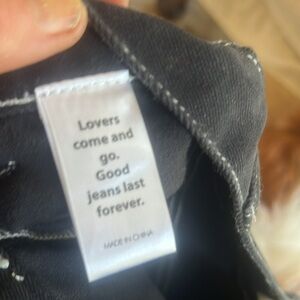 Lovers
come and
go.
Good
jeans last
forever.
MADE IN CHINA